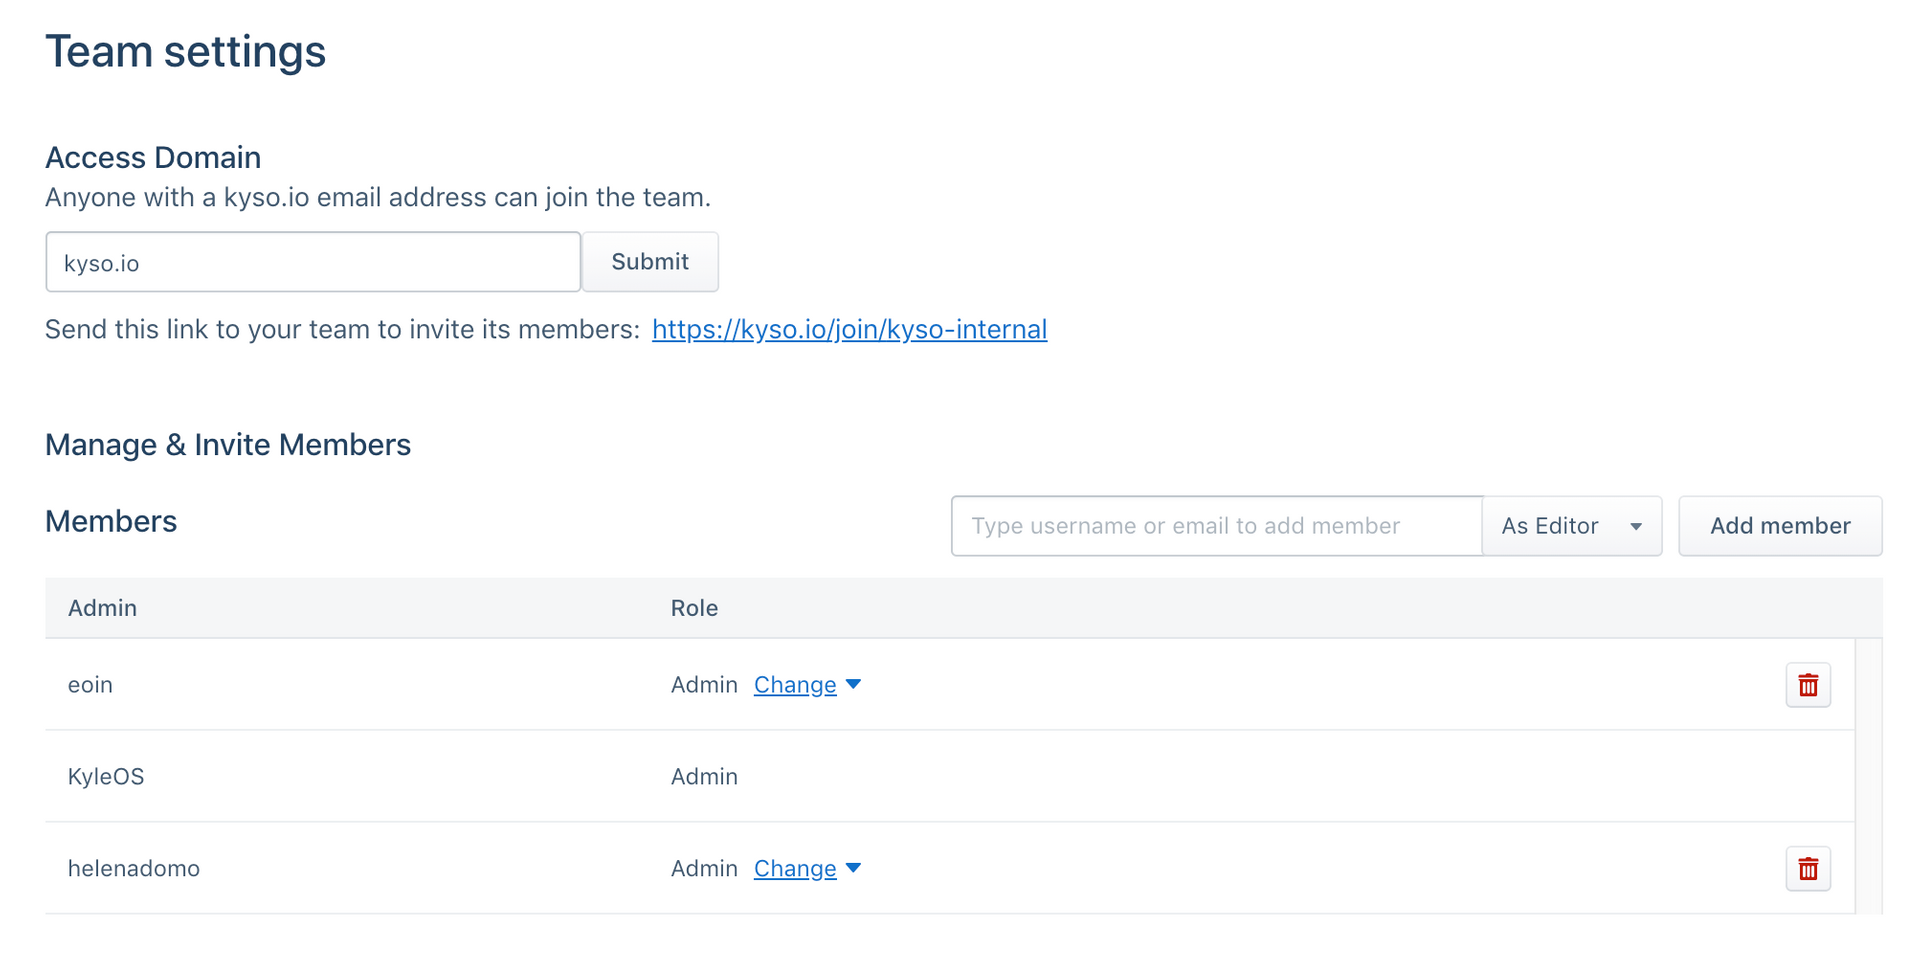 Team settings
Access Domain
Anyone with a kyso.io email address can join the team.
kyso.io Submit
Send this link to your team to invite its members: https://kyso.io/join/kyso-internal
Manage & Invite Members
Members Type username or email to add member As Editor Add member
Admin Role
eoin Admin Change
KyleOS Admin
helenadomo Admin Change